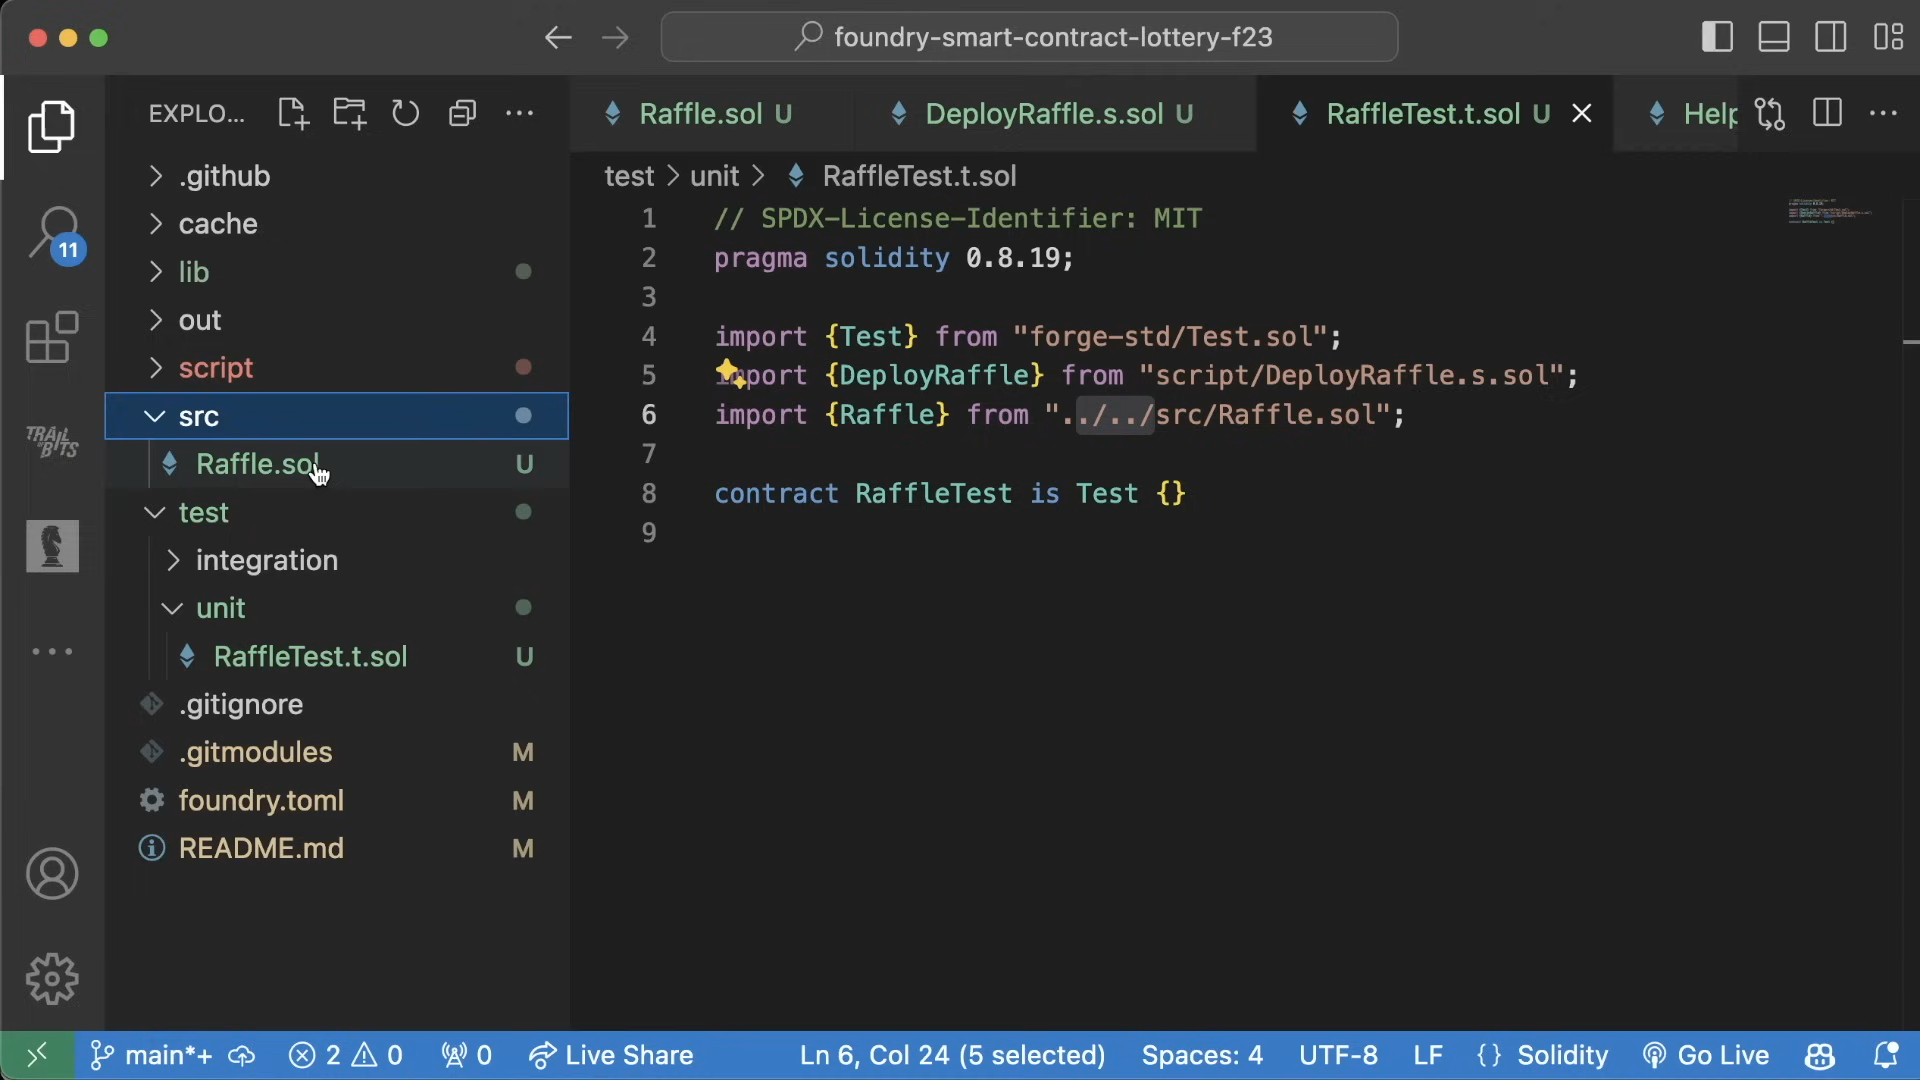 foundry-smart-contract-lottery-f23
EXPLO...
Raffle.sol U
DeployRaffle.s.sol U
RaffleTest.t.sol U
Help
test > unit > RaffleTest.t.sol
.github
cache
lib
out
script
src
Raffle.sol U
test
integration
unit
RaffleTest.t.sol U
.gitignore
.gitmodules M
foundry.toml M
README.md M
11
TRAIL
OF BITS
1 // SPDX-License-Identifier: MIT
2 pragma solidity 0.8.19;
3
4 import {Test} from "forge-std/Test.sol";
5 import {DeployRaffle} from "script/DeployRaffle.s.sol";
6 import {Raffle} from "../../src/Raffle.sol";
7
8 contract RaffleTest is Test {}
9
main*+ 2 0 0 Live Share Ln 6, Col 24 (5 selected) Spaces: 4 UTF-8 LF {} Solidity Go Live